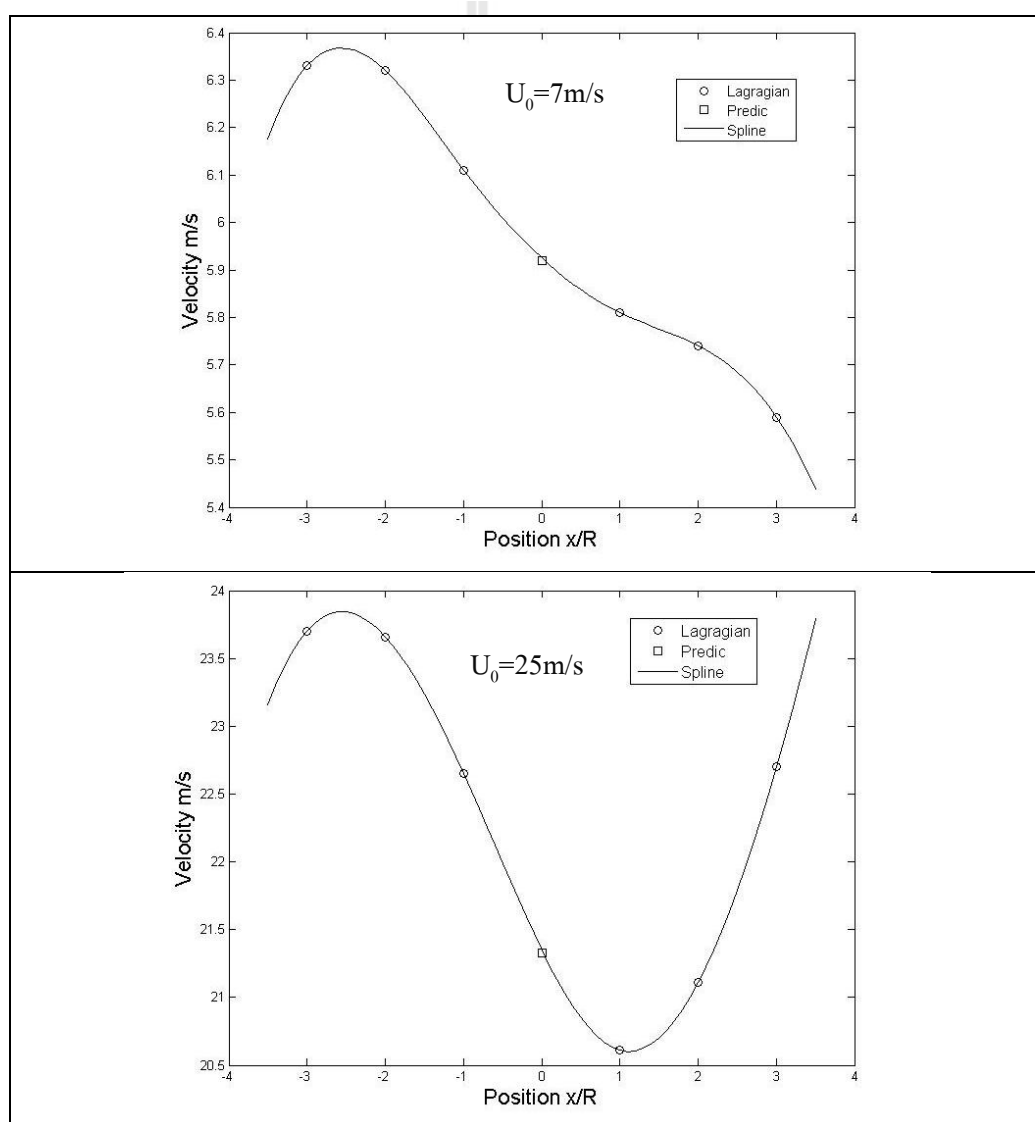 6.4
6.3
6.2
6.1
6
5.9
5.8
5.7
5.6
5.5
5.4
Velocity m/s
U₀=7m/s
Lagragian
Predic
Spline
-4 -3 -2 -1 0 1 2 3 4
Position x/R
24
23.5
23
22.5
22
21.5
21
20.5
Velocity m/s
U₀=25m/s
Lagragian
Predic
Spline
-4 -3 -2 -1 0 1 2 3 4
Position x/R